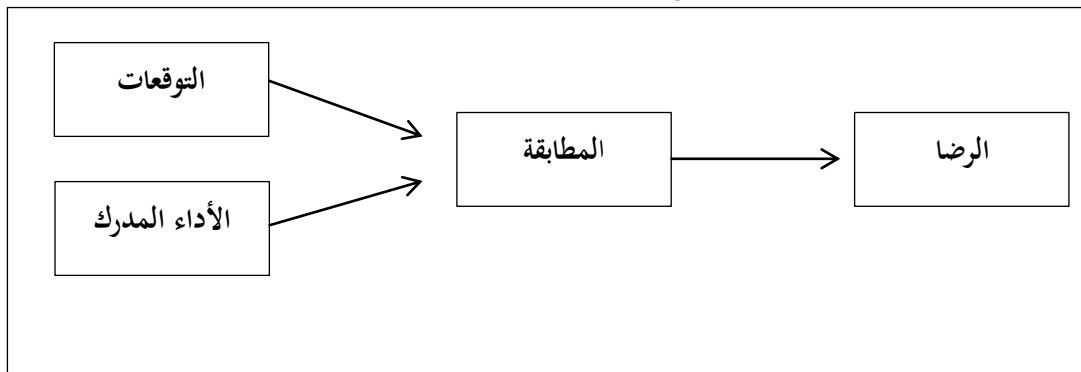 التوقعات
المطابقة
الرضا
الأداء المدرك